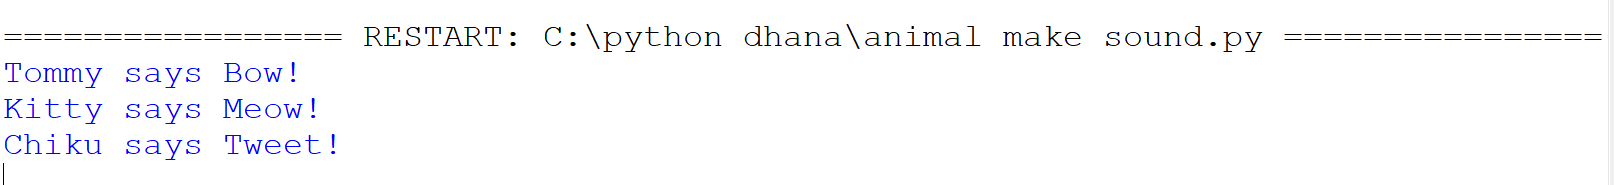 ================= RESTART: C:\python dhana\animal make sound.py ================
Tommy says Bow!
Kitty says Meow!
Chiku says Tweet!